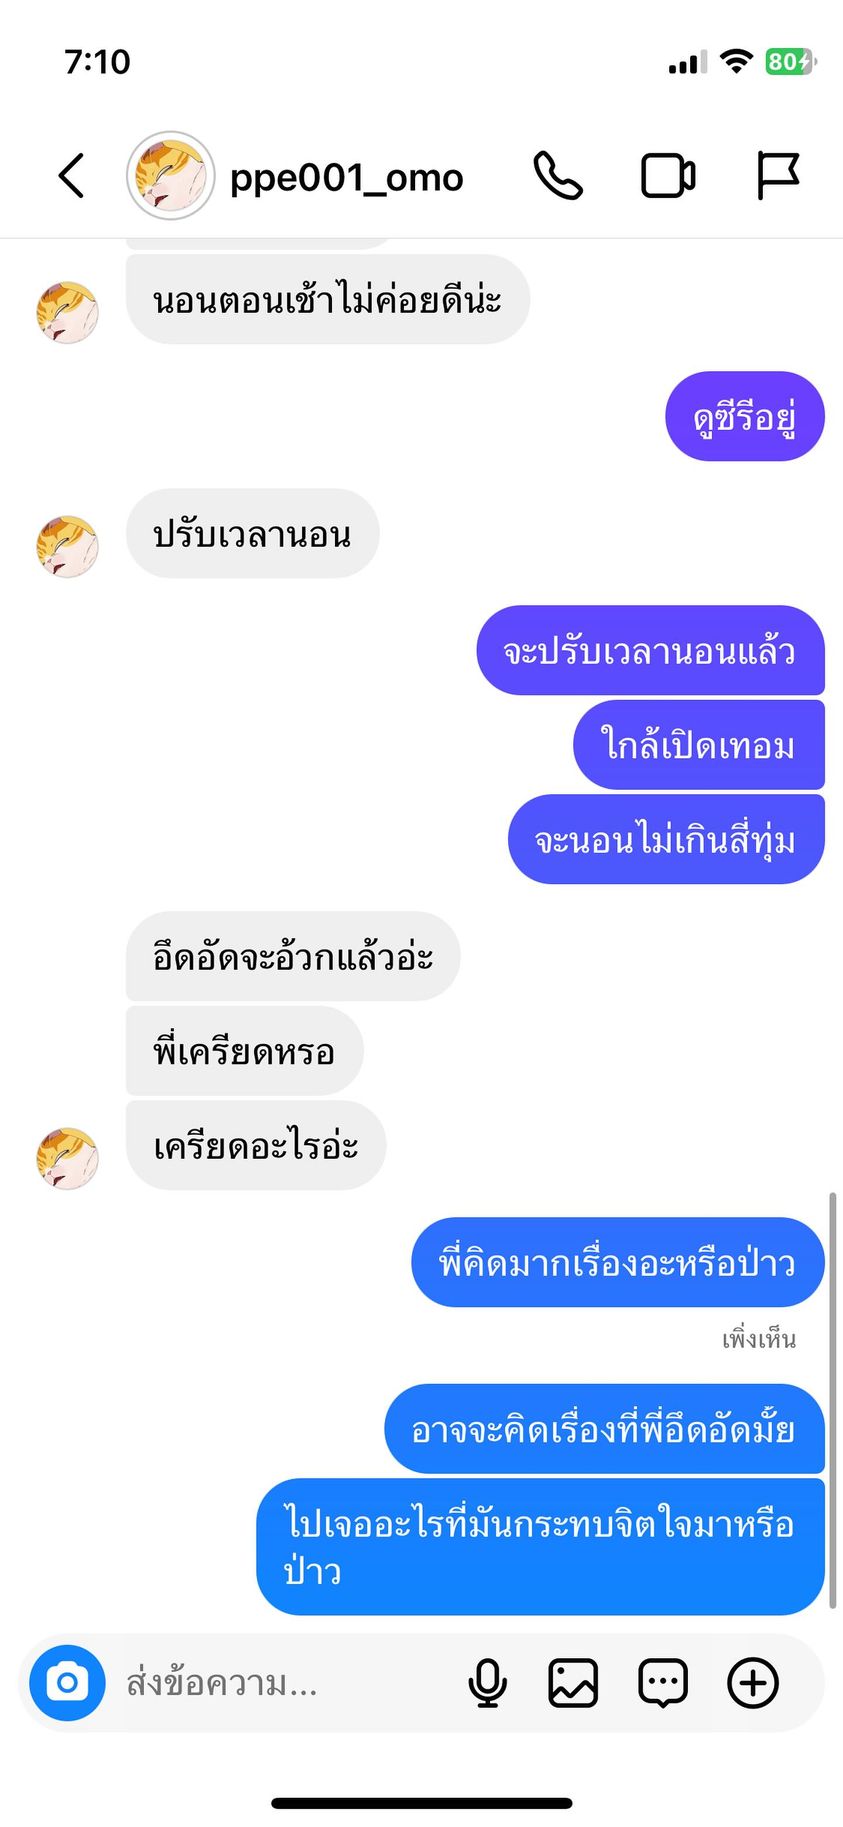 7:10
80
ppe001_omo
นอนตอนเช้าไม่ค่อยดีน่ะ
ดูซีรีอยู่
ปรับเวลานอน
จะปรับเวลานอนแล้ว
ใกล้เปิดเทอม
จะนอนไม่เกินสี่ทุ่ม
อึดอัดจะอ้วกแล้วอ่ะ
พี่เครียดหรอ
เครียดอะไรอ่ะ
พี่คิดมากเรื่องอะหรือป่าว
เพิ่งเห็น
อาจจะคิดเรื่องที่พี่อึดอัดมั้ย
ไปเจออะไรที่มันกระทบจิตใจมาหรือ
ป่าว
ส่งข้อความ...